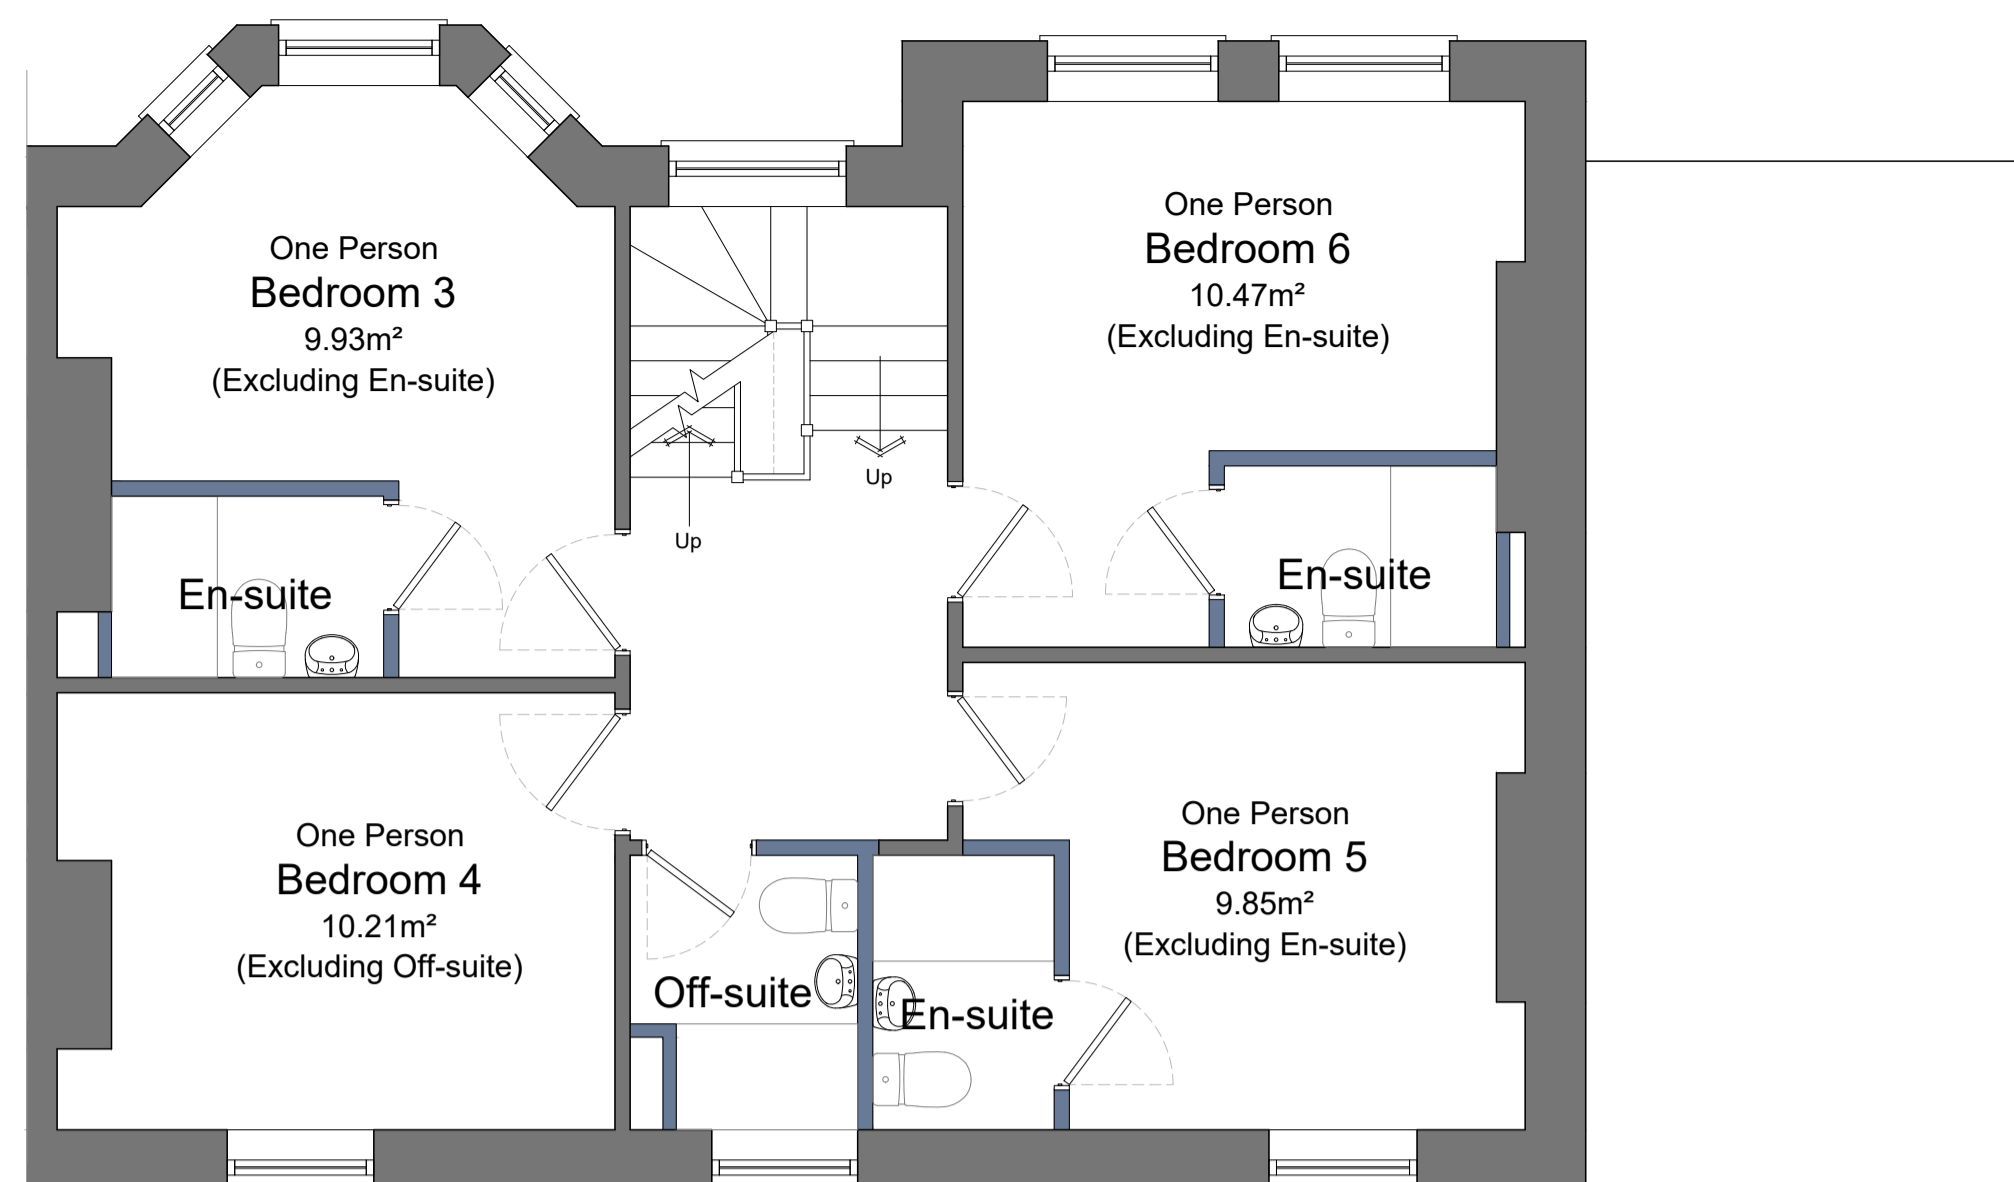 One Person
Bedroom 3
9.93m²
(Excluding En-suite)
One Person
Bedroom 6
10.47m²
(Excluding En-suite)
Up
Up
En-suite
En-suite
One Person
Bedroom 4
10.21m²
(Excluding Off-suite)
One Person
Bedroom 5
9.85m²
(Excluding En-suite)
Off-suite
En-suite